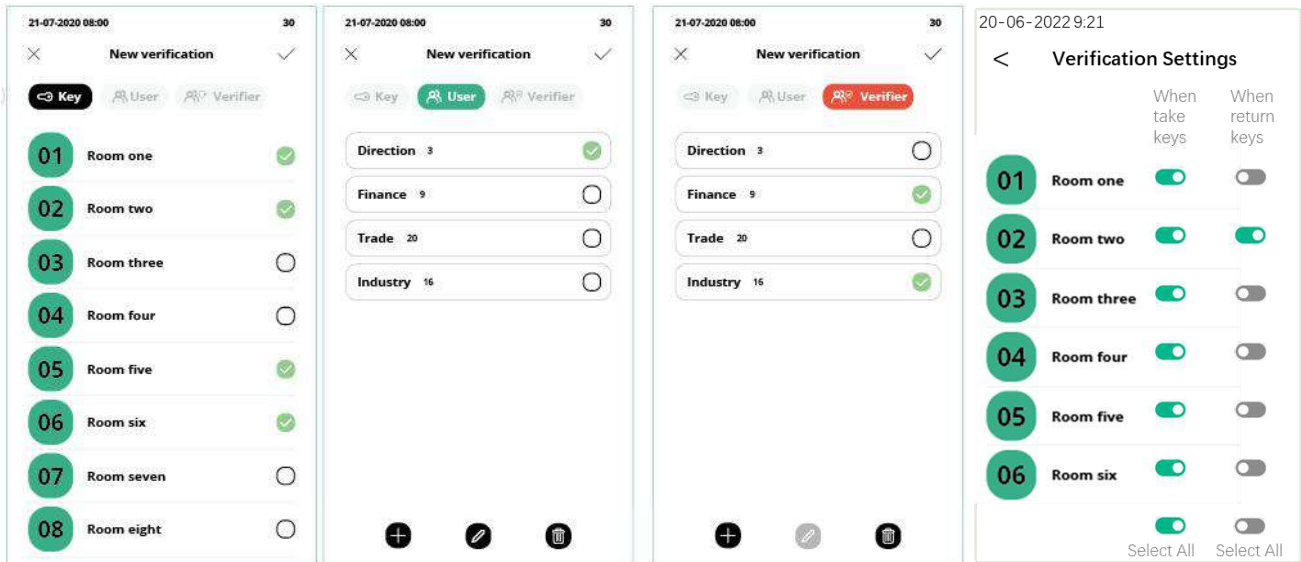 21-07-2020 08:00 30
New verification
Key User Verifier
01 Room one
02 Room two
03 Room three
04 Room four
05 Room five
06 Room six
07 Room seven
08 Room eight
21-07-2020 08:00 30
New verification
Key User Verifier
Direction 3
Finance 9
Trade 20
Industry 16
21-07-2020 08:00 30
New verification
Key User Verifier
Direction 3
Finance 9
Trade 20
Industry 16
20-06-2022 9:21
< Verification Settings
When When
take return
keys keys
01 Room one
02 Room two
03 Room three
04 Room four
05 Room five
06 Room six
Select All Select All